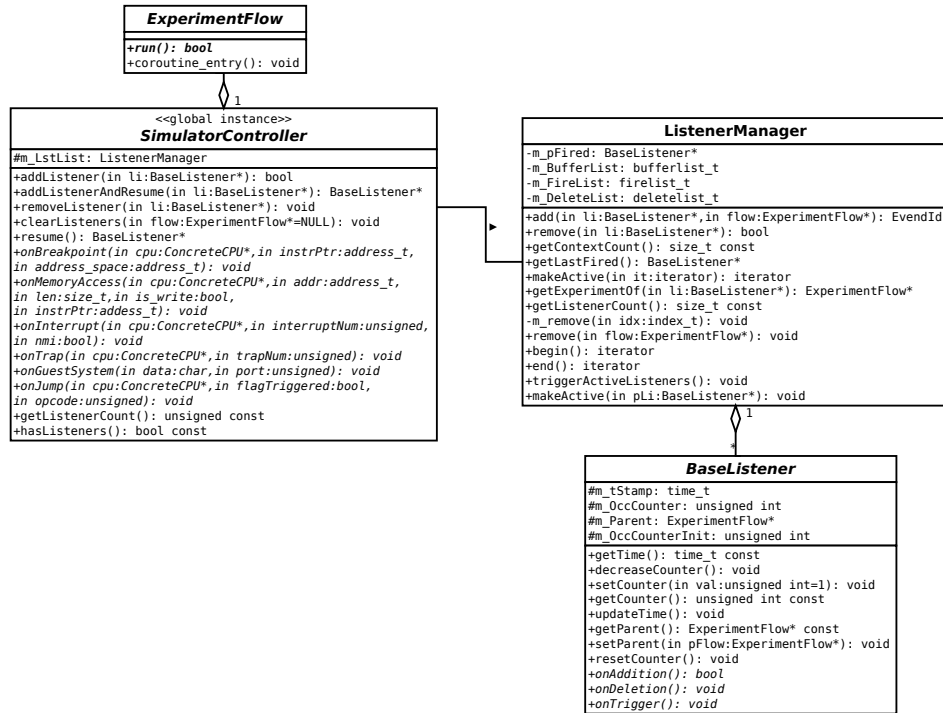 ExperimentFlow
+run(): bool
+coroutine_entry(): void
1
<<global instance>>
SimulatorController
#m_LstList: ListenerManager
+addListener(in li:BaseListener*): bool
+addListenerAndResume(in li:BaseListener*): BaseListener*
+removeListener(in li:BaseListener*): void
+clearListeners(in flow:ExperimentFlow*=NULL): void
+resume(): BaseListener*
+onBreakpoint(in cpu:ConcreteCPU*,in instrPtr:address_t,
in address_space:address_t): void
+onMemoryAccess(in cpu:ConcreteCPU*,in addr:address_t,
in len:size_t,in is_write:bool,
in instrPtr:addess_t): void
+onInterrupt(in cpu:ConcreteCPU*,in interruptNum:unsigned,
in nmi:bool): void
+onTrap(in cpu:ConcreteCPU*,in trapNum:unsigned): void
+onGuestSystem(in data:char,in port:unsigned): void
+onJump(in cpu:ConcreteCPU*,in flagTriggered:bool,
in opcode:unsigned): void
+getListenerCount(): unsigned const
+hasListeners(): bool const
ListenerManager
-m_pFired: BaseListener*
-m_BufferList: bufferlist_t
-m_FireList: firelist_t
-m_DeleteList: deletelist_t
+add(in li:BaseListener*,in flow:ExperimentFlow*): EvendId
+remove(in li:BaseListener*): bool
+getContextCount(): size_t const
+getLastFired(): BaseListener*
+makeActive(in it:iterator): iterator
+getExperimentOf(in li:BaseListener*): ExperimentFlow*
+getListenerCount(): size_t const
-m_remove(in idx:index_t): void
+remove(in flow:ExperimentFlow*): void
+begin(): iterator
+end(): iterator
+triggerActiveListeners(): void
+makeActive(in pLi:BaseListener*): void
1
*
BaseListener
#m_tStamp: time_t
#m_OccCounter: unsigned int
#m_Parent: ExperimentFlow*
#m_OccCounterInit: unsigned int
+getTime(): time_t const
+decreaseCounter(): void
+setCounter(in val:unsigned int=1): void
+getCounter(): unsigned int const
+updateTime(): void
+getParent(): ExperimentFlow* const
+setParent(in pFlow:ExperimentFlow*): void
+resetCounter(): void
+onAddition(): bool
+onDeletion(): void
+onTrigger(): void